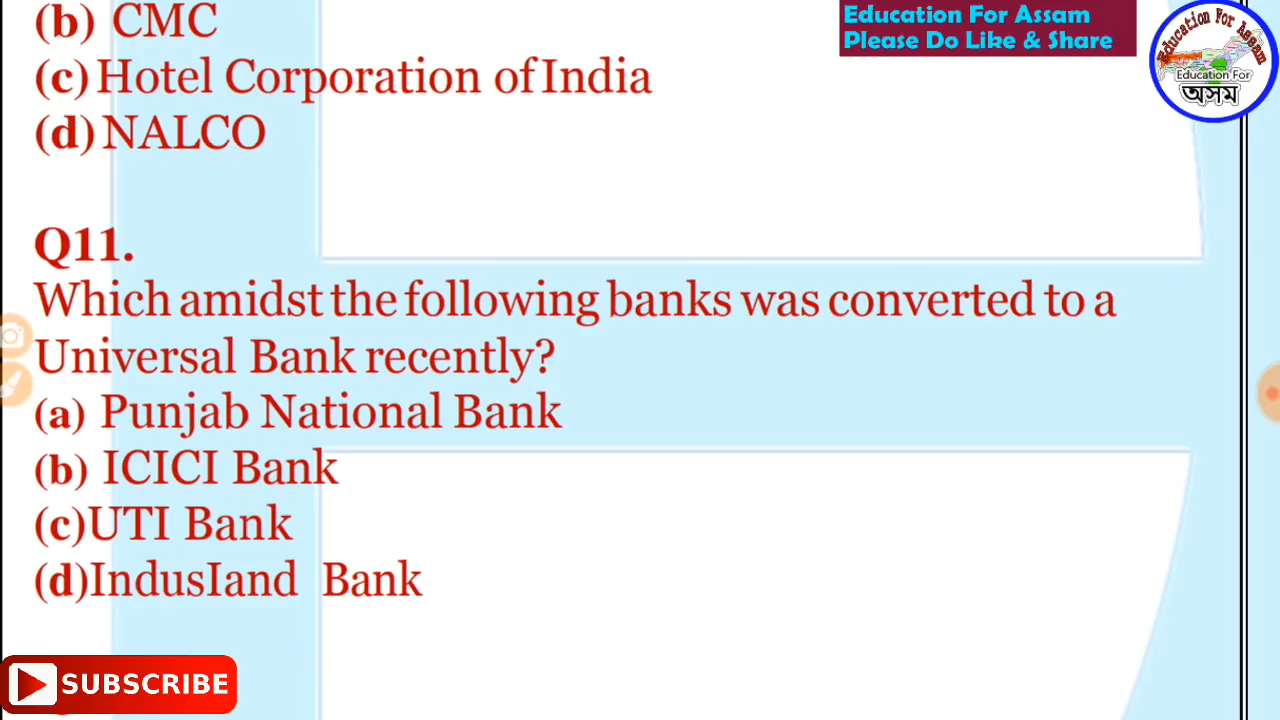 (b) CMC
(c) Hotel Corporation of India
(d) NALCO
Education For Assam
Please Do Like & Share
Education For Assam
Education For
অসম
Q11.
Which amidst the following banks was converted to a
Universal Bank recently?
(a) Punjab National Bank
(b) ICICI Bank
(c)UTI Bank
(d)IndusIand Bank
SUBSCRIBE